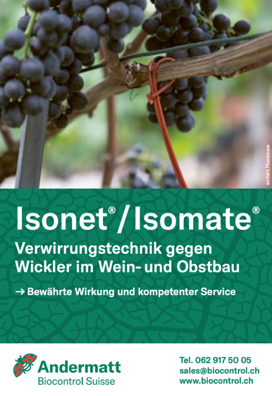 Isonet®/Isomate®
Verwirrungstechnik gegen
Wickler im Wein- und Obstbau
→ Bewährte Wirkung und kompetenter Service
Andermatt
Biocontrol Suisse
Tel. 062 917 50 05
sales@biocontrol.ch
www.biocontrol.ch